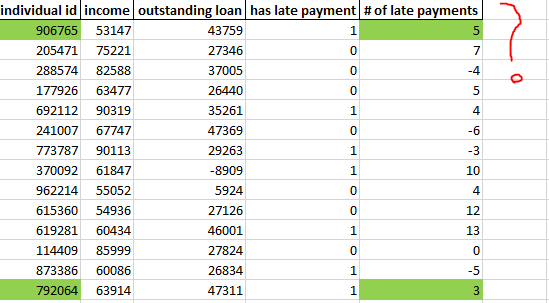 individual id income outstanding loan has late payment # of late payments ?
906765 53147 43759 1 5
205471 75221 27346 0 7
288574 82588 37005 0 -4
177926 63477 26440 0 5
692112 90319 35261 1 4
241007 67747 47369 0 -6
773787 90113 29263 1 -3
370092 61847 -8909 1 10
962214 55052 5924 0 4
615360 54936 27126 0 12
619281 60434 46001 1 13
114409 85999 27824 0 0
873386 60086 26834 1 -5
792064 63914 47311 1 3